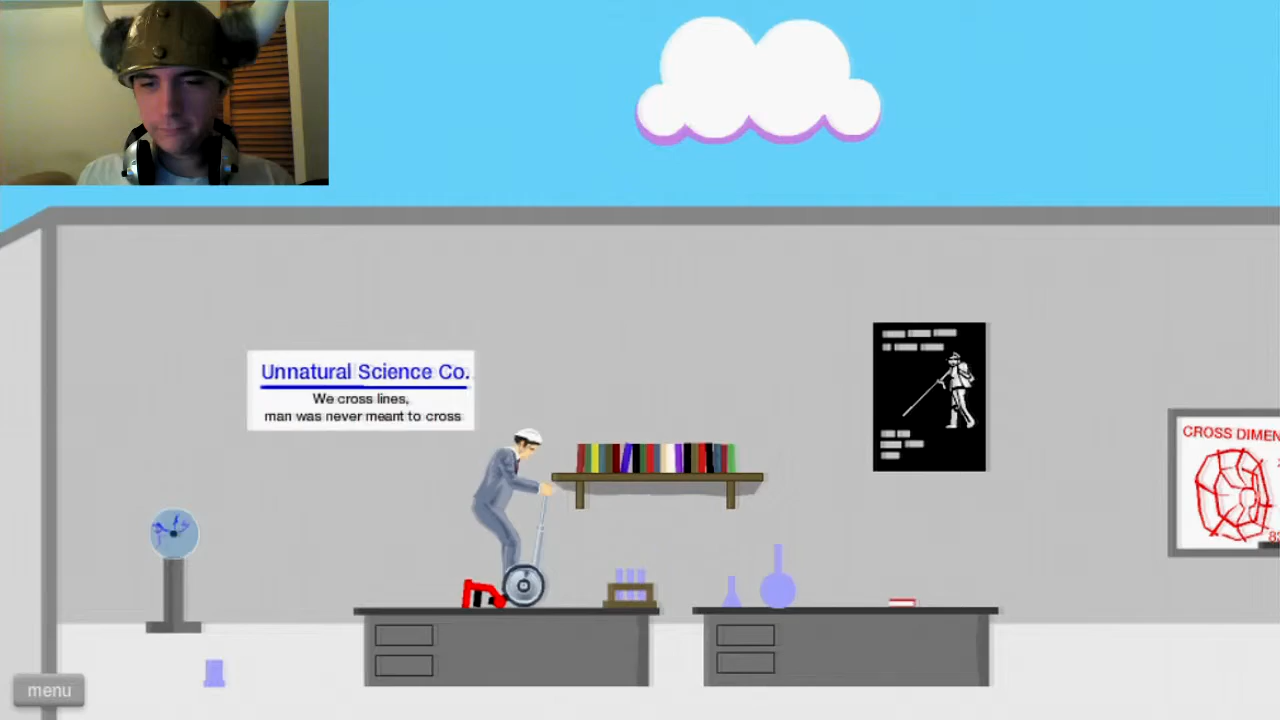 Unnatural Science Co.
We cross lines,
man was never meant to cross
CROSS DIMEN
menu